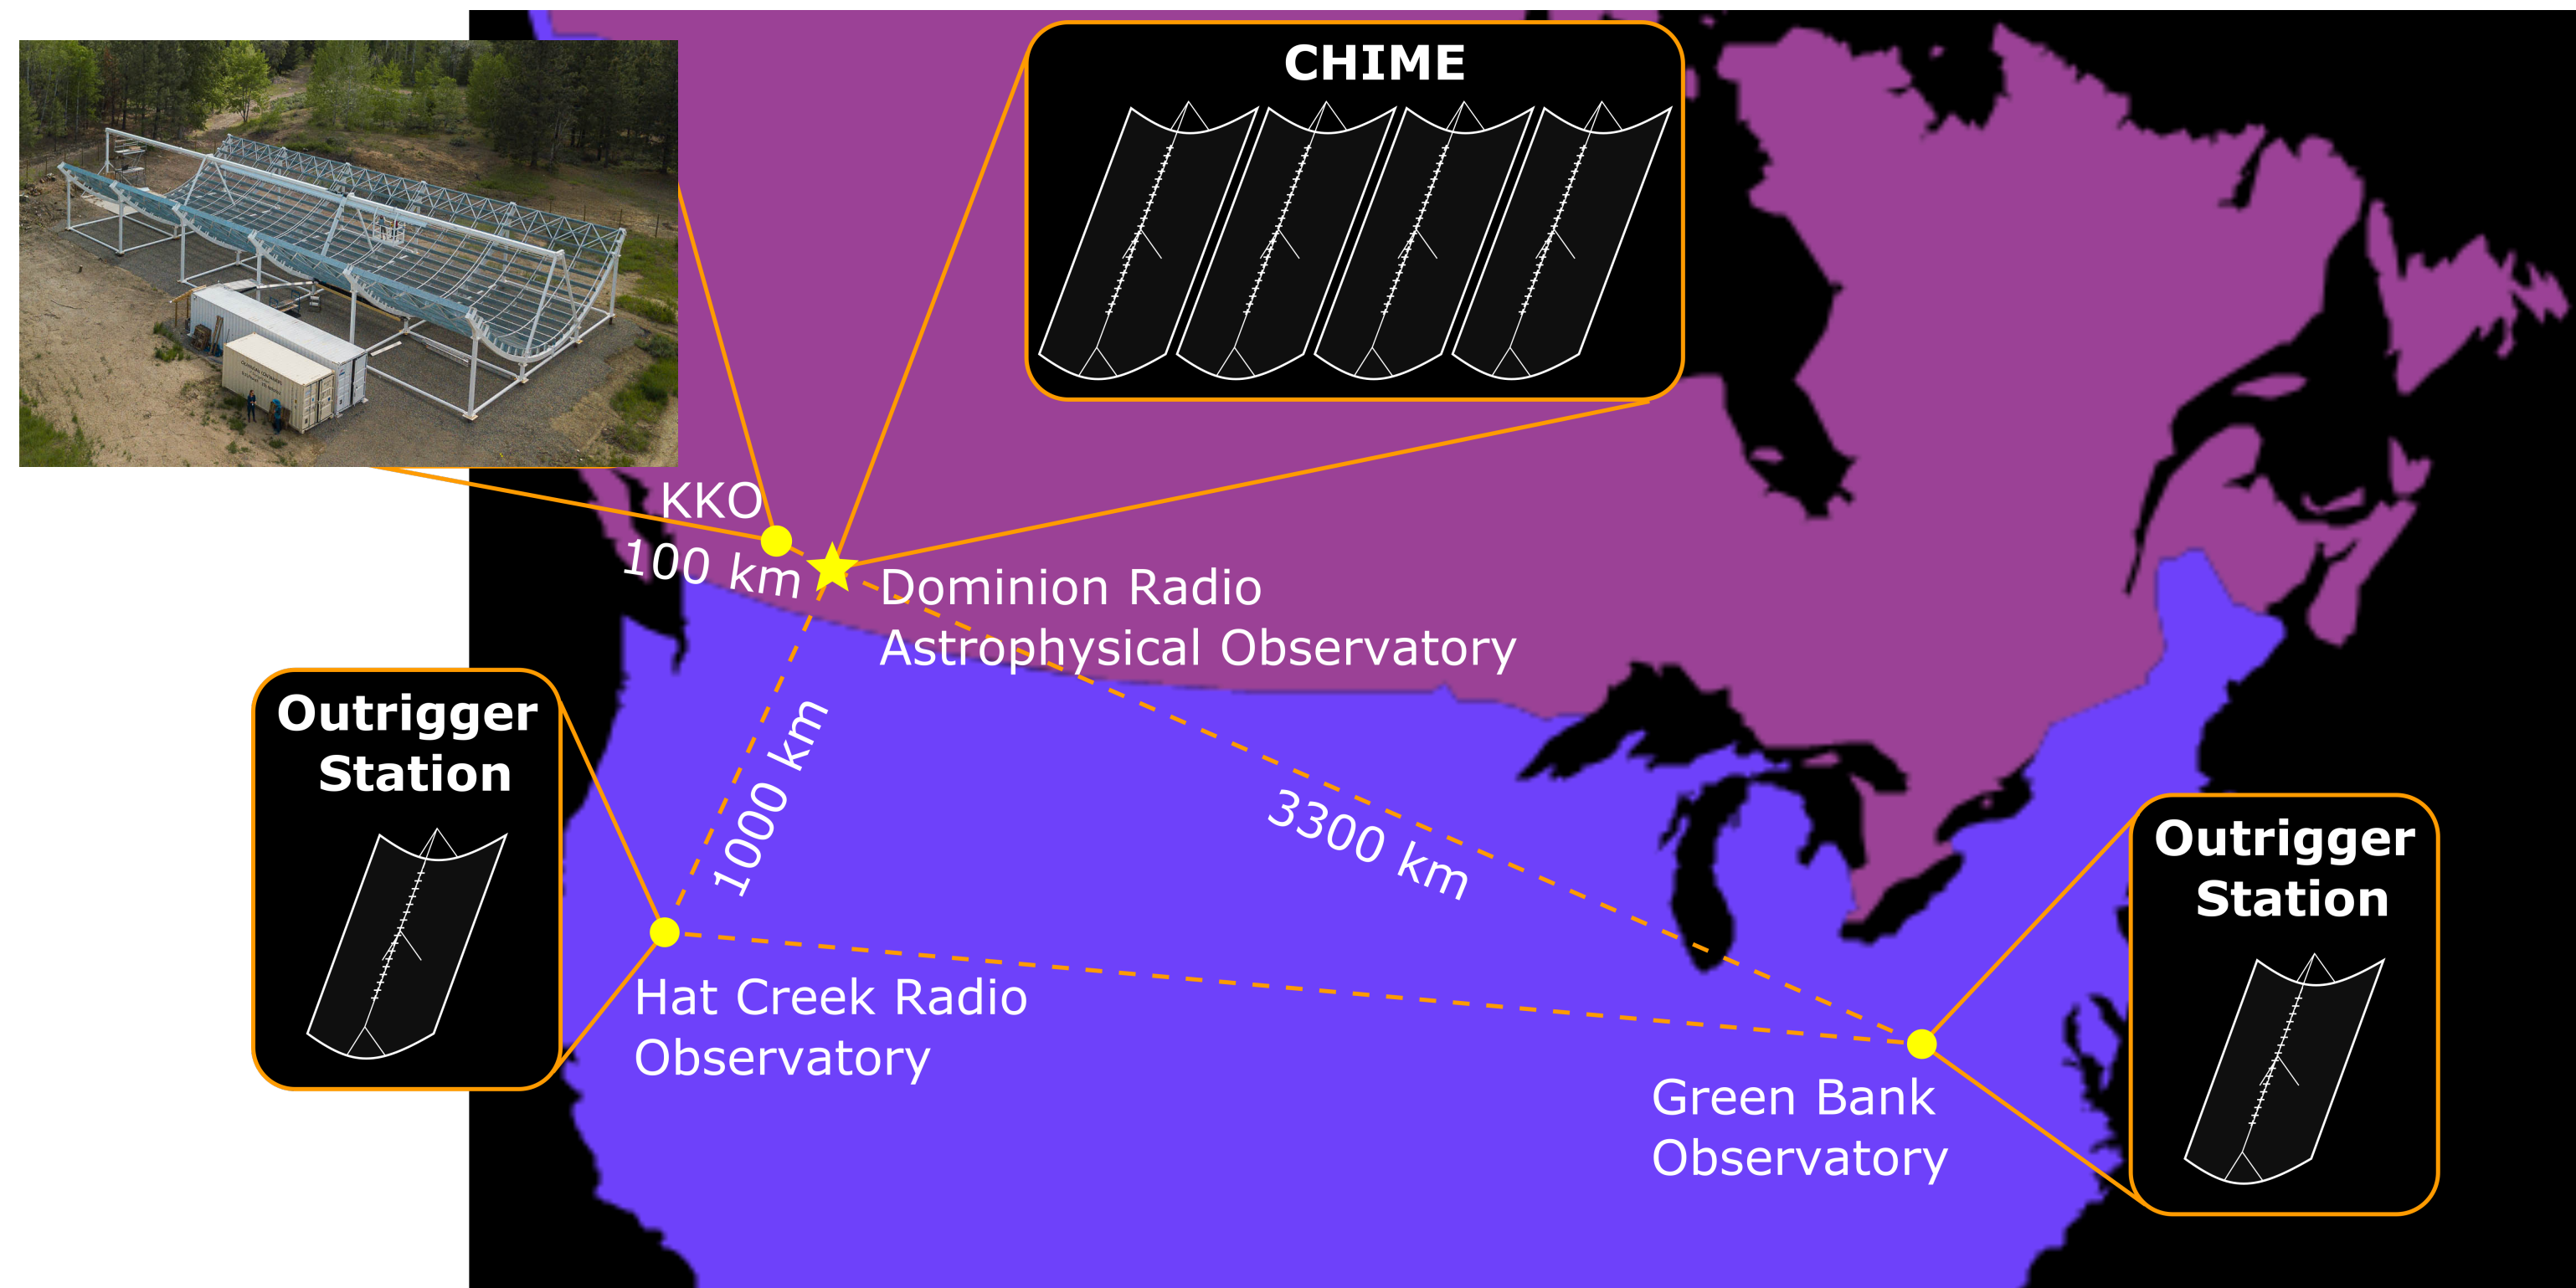 CHIME
KKO
100 km
Dominion Radio
Astrophysical Observatory
Outrigger
Station
1000 km
3300 km
Outrigger
Station
Hat Creek Radio
Observatory
Green Bank
Observatory